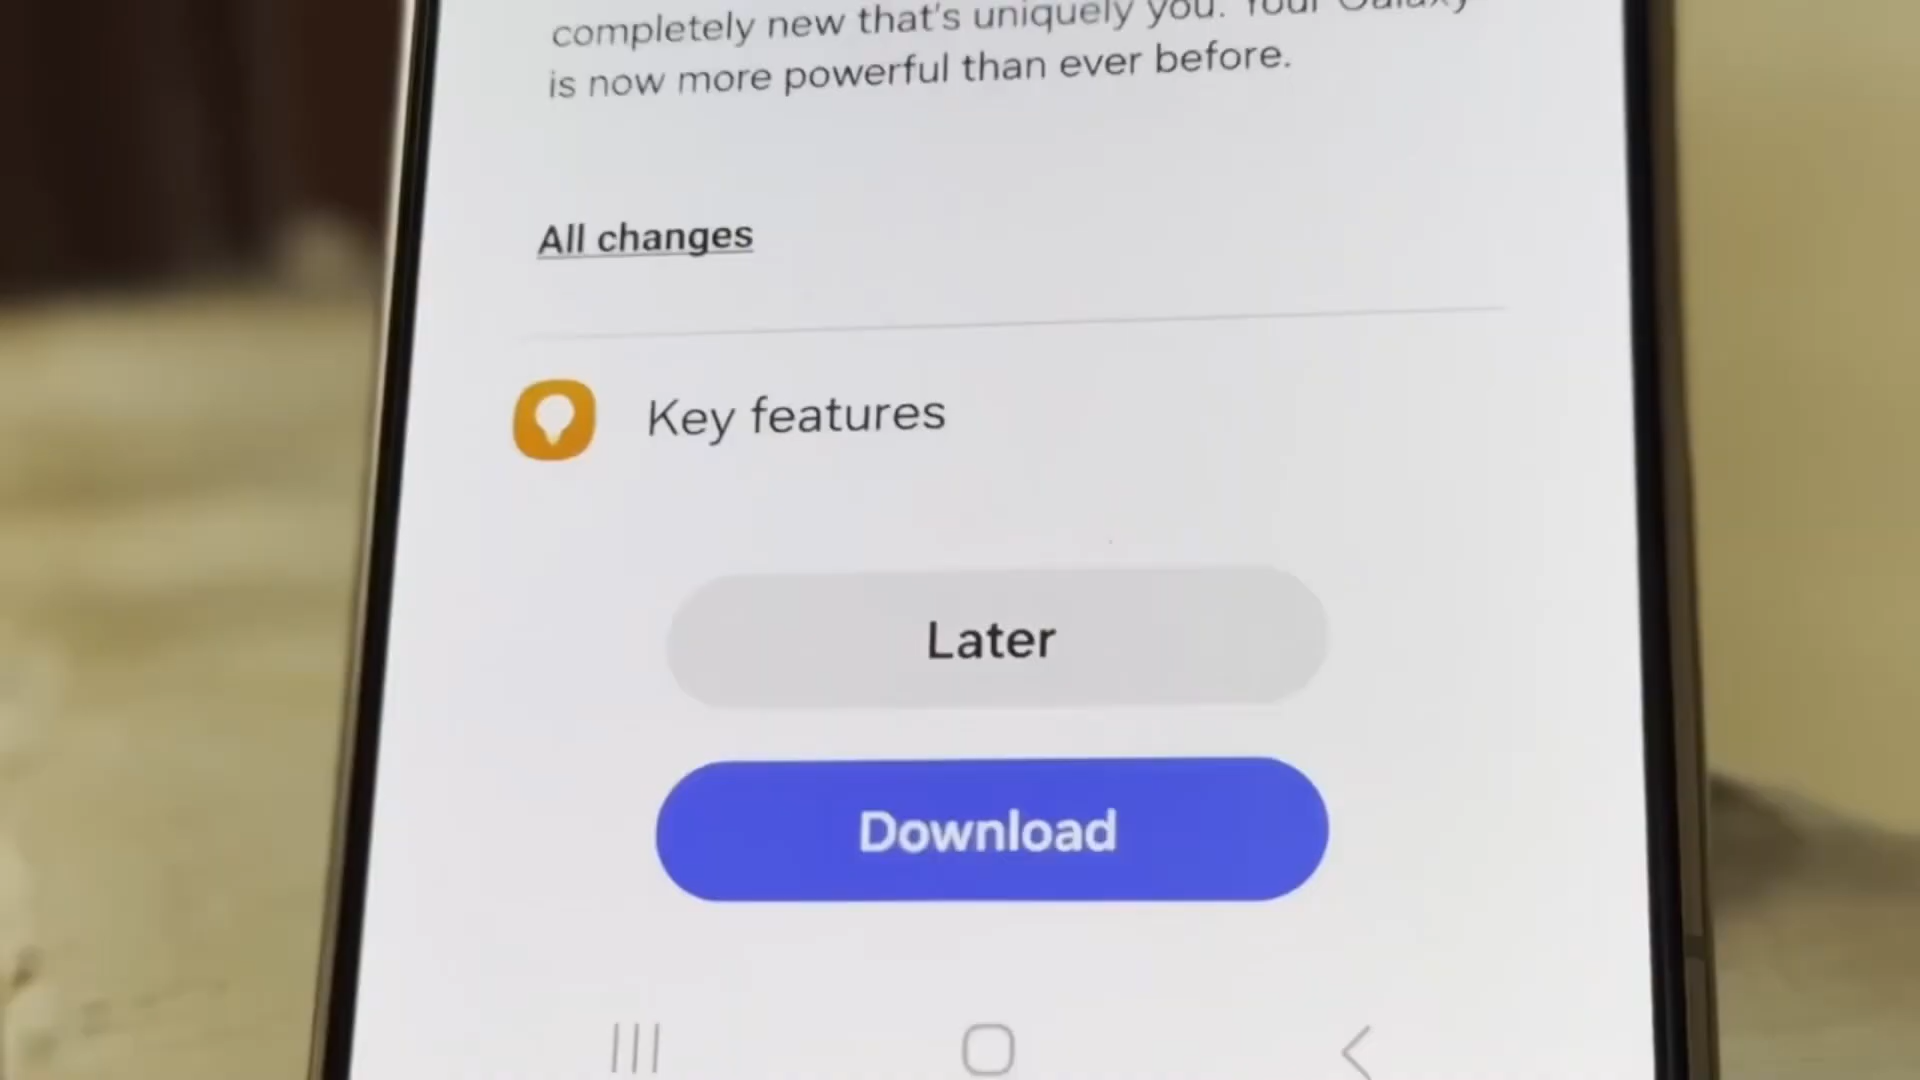 completely new that's uniquely you. Your Galaxy
is now more powerful than ever before.
All changes
Key features
Later
Download